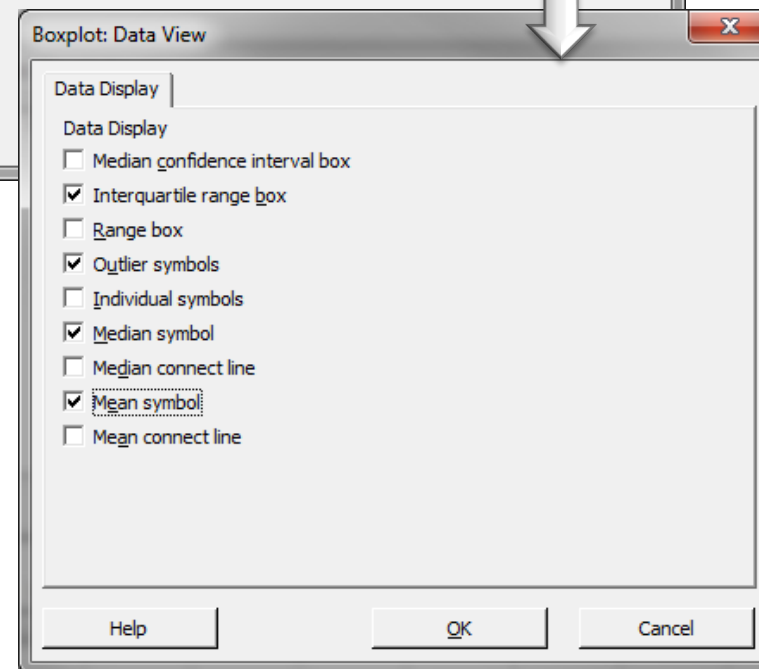 Boxplot: Data View
x
Data Display
Data Display
Median confidence interval box
Interquartile range box
Range box
Outlier symbols
Individual symbols
Median symbol
Median connect line
Mean symbol
Mean connect line
Help OK Cancel